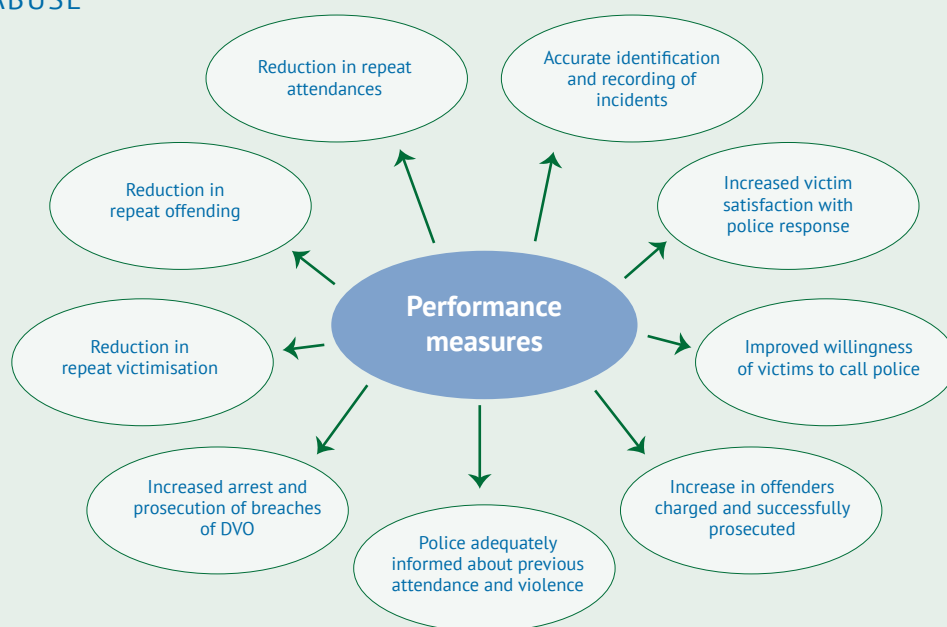 ABUSE
Reduction in repeat
attendances
Accurate identification
and recording of
incidents
Reduction in
repeat offending
Increased victim
satisfaction with
police response
Performance
measures
Reduction in
repeat victimisation
Improved willingness
of victims to call police
Increased arrest and
prosecution of breaches
of DVO
Increase in offenders
charged and successfully
prosecuted
Police adequately
informed about previous
attendance and violence